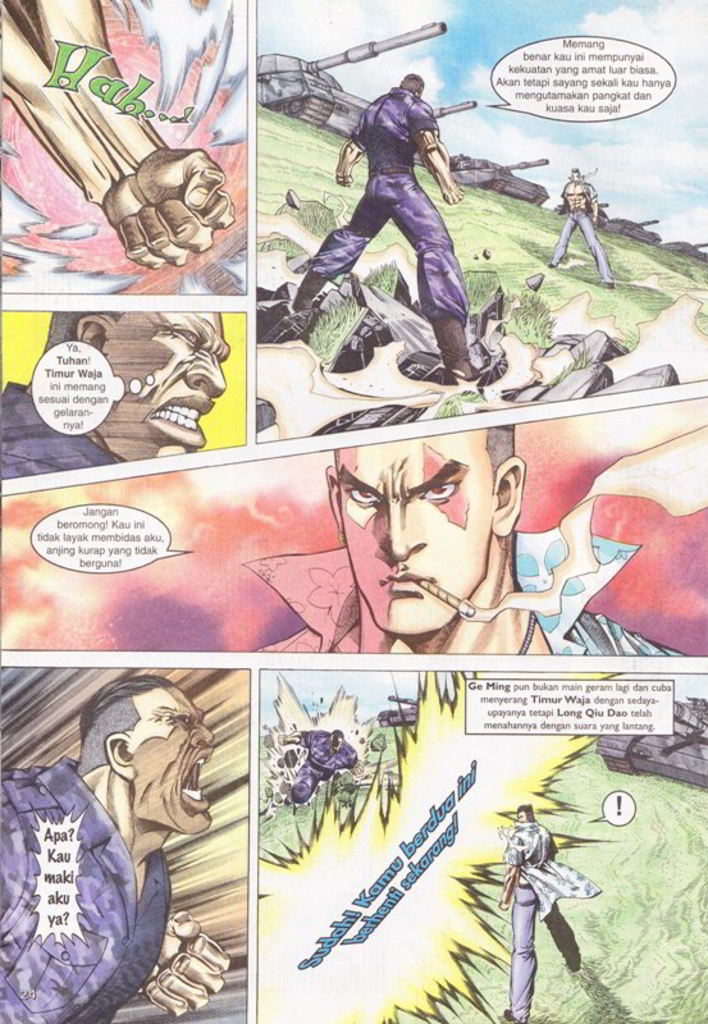 Hah...
Memang
benar kau ini mempunyai
kekuatan yang amat luar biasa.
Akan tetapi sayang sekali kau hanya
mengutamakan pangkat dan
kuasa kau saja!
Ya,
Tuhan!
Timur Waja
ini memang
sesuai dengan
gelaran-
nya!
Jangan
beromong! Kau ini
tidak layak membidas aku,
anjing kurap yang tidak
berguna!
Apa?
Kau
maki
aku
ya?
Ge Ming pun bukan main geram lagi dan cuba
menyerang Timur Waja dengan sedaya-
upayanya tetapi Long Qiu Dao telah
menahannya dengan suara yang lantang.
Sudah! Kamu berdua ini
berhenti sekarang!
!
24